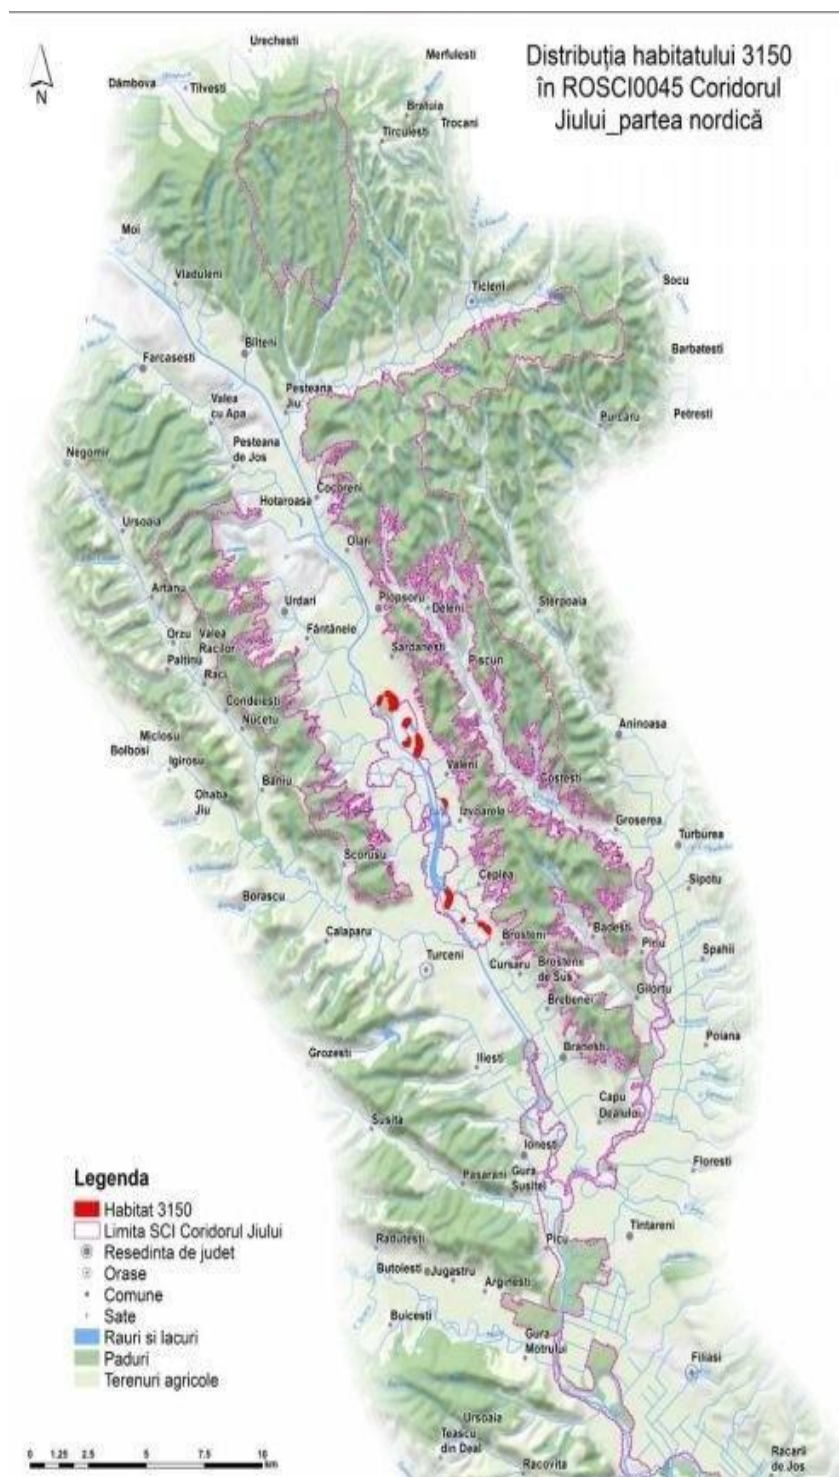 Urechesti
Merfulesti
Dâmbova
Tilvesti
Distribuția habitatului 3150
în ROSCI0045 Coridorul
Jiului_partea nordică
N
Bratuia
Trocani
Tirculesti
Moi
Vladuleni
Ticleni
Socu
Bilteni
Farcasesti
Barbatesti
Pesteana
Jiu
Valea
cu Apa
Purcaru
Petresti
Pesteana
de Jos
Negomir
Cocoreni
Hotaroasa
Ursoaia
Olari
Artanu
Urdari
Plopsoru
Deleni
Sterpoaia
Fântânele
Orzu
Valea
Racilor
Sardanesti
Paltinu
Raci
Piscuri
Condeiesti
Nucetu
Aninoasa
Miclosu
Bolbosi
Igirosu
Valeni
Costesti
Baniu
Ohaba
Jiu
Izvoarele
Groserea
Turburea
Scorusu
Ceplea
Sipotu
Borascu
Calaparu
Brosteni
Badesti
Piriu
Spahii
Turceni
Cursaru
Brosteni
de Sus
Gilortu
Brebenei
Poiana
Grozesti
Iliesti
Branesti
Capu
Dealului
Susita
Ionesti
Legenda
Pasarani
Gura
Susitei
Floresti
Habitat 3150
Limita SCI Coridorul Jiului
Resedinta de judet
Orase
Comune
Sate
Rauri si lacuri
Paduri
Terenuri agricole
Tintareni
Radutesti
Picu
Butoiesti
Jugastru
Arginesti
Buicesti
Gura
Motrului
Filiasi
Ursoaia
Teascu
din Deal
Racovita
Racarii
de Jos
0 1.25 2.5 5 7.5 10
km